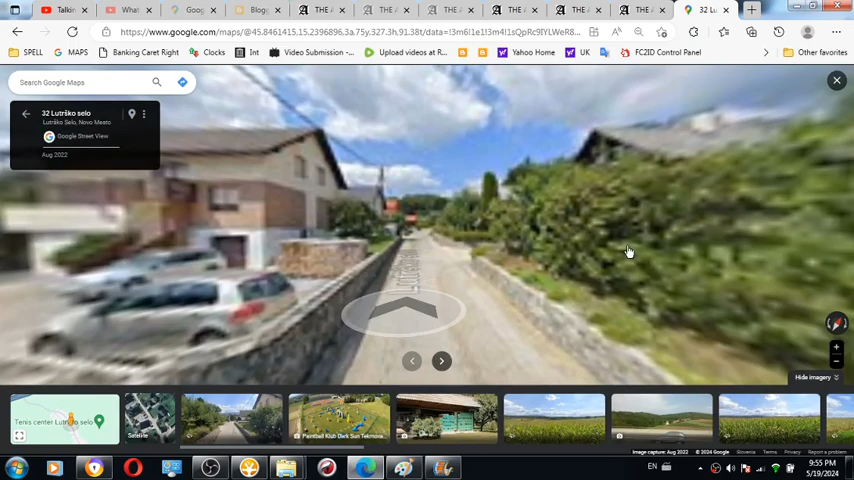 Talkin
What
Goog
Blogg
THE A
THE A
THE A
THE A
THE A
THE A
32 Lu
https://www.google.com/maps/@45.8461415,15.2396896,3a,75y,327.3h,91.38t/data=!3m6!1e1!3m4!1sQpRc9IYLWeR8...
SPELL
MAPS
Banking Caret Right
Clocks
Int
Video Submission -...
Upload videos at R...
Yahoo Home
UK
FC2ID Control Panel
Other favorites
Search Google Maps
32 Lutrško selo
Lutrško Selo, Novo Mesto
Google Street View
Aug 2022
Hide imagery
Tenis center Lutrško selo
Satellite
Paintball Klub Dark Sun Tekmova
Image capture: Aug 2022
© 2024 Google
Slovenia
Terms
Privacy
Report a problem
EN
9:55 PM
5/19/2024